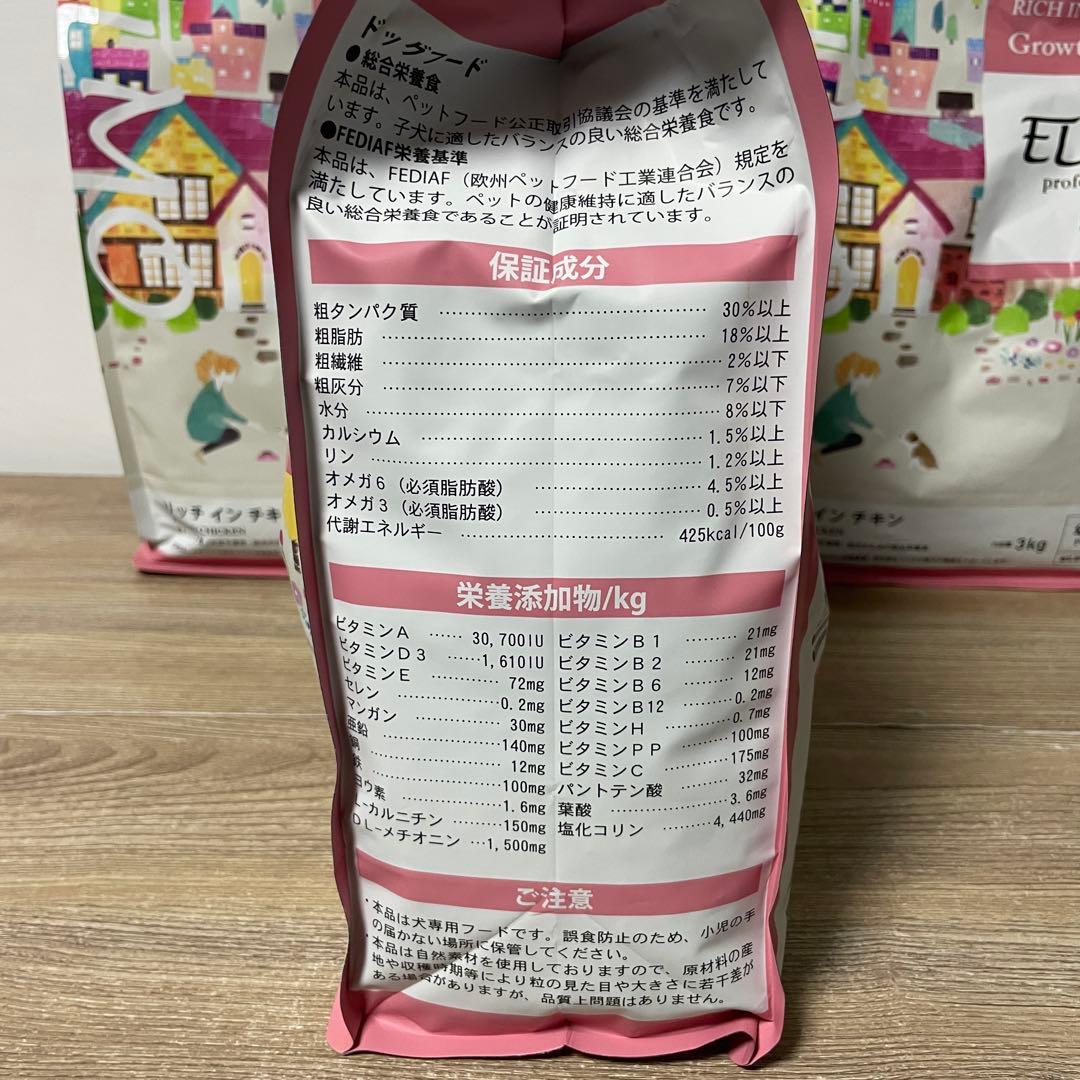 ドッグフード
●総合栄養食
本品は、ペットフード公正取引協議会の基準を満たして
います。子犬に適したバランスの良い総合栄養食です。
●FEDIAF栄養基準
本品は、FEDIAF（欧州ペットフード工業連合会）規定を
満たしています。ペットの健康維持に適したバランスの
良い総合栄養食であることが証明されています。
保証成分
粗タンパク質 30%以上
粗脂肪 18%以上
粗繊維 2%以下
粗灰分 7%以下
水分 8%以下
カルシウム 1.5%以上
リン 1.2%以上
オメガ6（必須脂肪酸） 4.5%以上
オメガ3（必須脂肪酸） 0.5%以上
代謝エネルギー 425kcal/100g
栄養添加物/kg
ビタミンA 30,700IU
ビタミンD3 1,610IU
ビタミンE 72mg
セレン 0.2mg
マンガン 30mg
亜鉛 140mg
銅 12mg
鉄 100mg
ヨウ素 1.6mg
L-カルニチン 150mg
DL-メチオニン 1,500mg
ビタミンB1 21mg
ビタミンB2 21mg
ビタミンB6 12mg
ビタミンB12 0.2mg
ビタミンH 0.7mg
ビタミンPP 100mg
ビタミンC 175mg
パントテン酸 32mg
葉酸 3.6mg
塩化コリン 4,440mg
ご注意
・本品は犬専用フードです。誤食防止のため、小児の手
の届かない場所に保管してください。
・本品は自然素材を使用しておりますので、原材料の産
地や収穫時期等により粒の見た目や大きさに若干差が
ある場合がありますが、品質上問題はありません。
リッチ イン チキ
CHICKEN
RICH IN
Growt
EL
profe
イン チキン
3kg